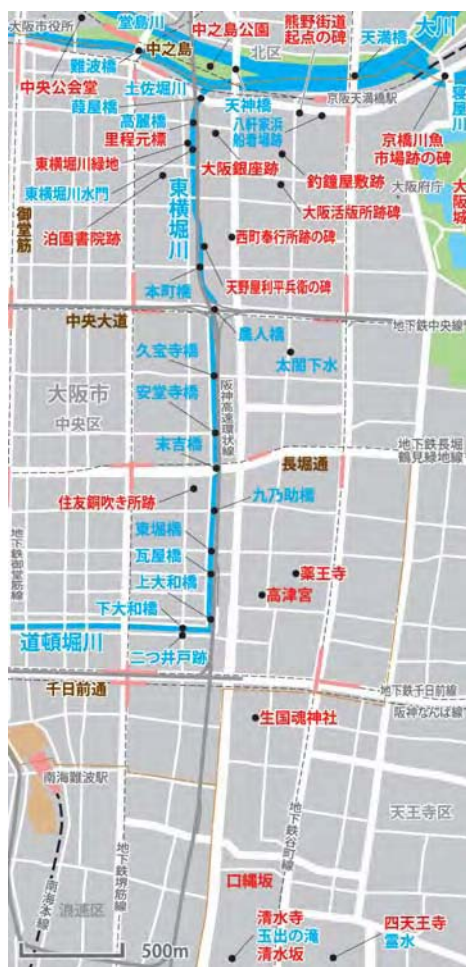 大阪市役所
堂島川
中之島公園
熊野街道
起点の碑
大川
難波橋
中之島
北区
天満橋
中央公会堂
土佐堀川
京阪天満橋駅
寝屋川
葭屋橋
天神橋
八軒家浜
船着場跡
京橋川魚
市場跡の碑
高麗橋
里程元標
東横堀川緑地
大阪銀座跡
釣鐘屋敷跡
大阪府庁
大阪城
東横堀川水門
大阪活版所跡碑
御堂筋
泊園書院跡
東横堀川
西町奉行所跡の碑
天野屋利平兵衛の碑
本町橋
中央大道
農人橋
地下鉄中央線
久宝寺橋
太閤下水
大阪市
中央区
安堂寺橋
阪神高速環状線
末吉橋
地下鉄長堀
鶴見緑地線
長堀通
住友銅吹き所跡
九乃助橋
地下鉄御堂筋線
東堀橋
瓦屋橋
薬王寺
上大和橋
高津宮
下大和橋
道頓堀川
二つ井戸跡
千日前通
地下鉄千日前線
阪神なんば線
生国魂神社
南海難波駅
地下鉄谷町線
天王寺区
地下鉄堺筋線
南海本線
浪速区
口縄坂
清水寺
玉出の滝
清水坂
四天王寺
霊水
500m